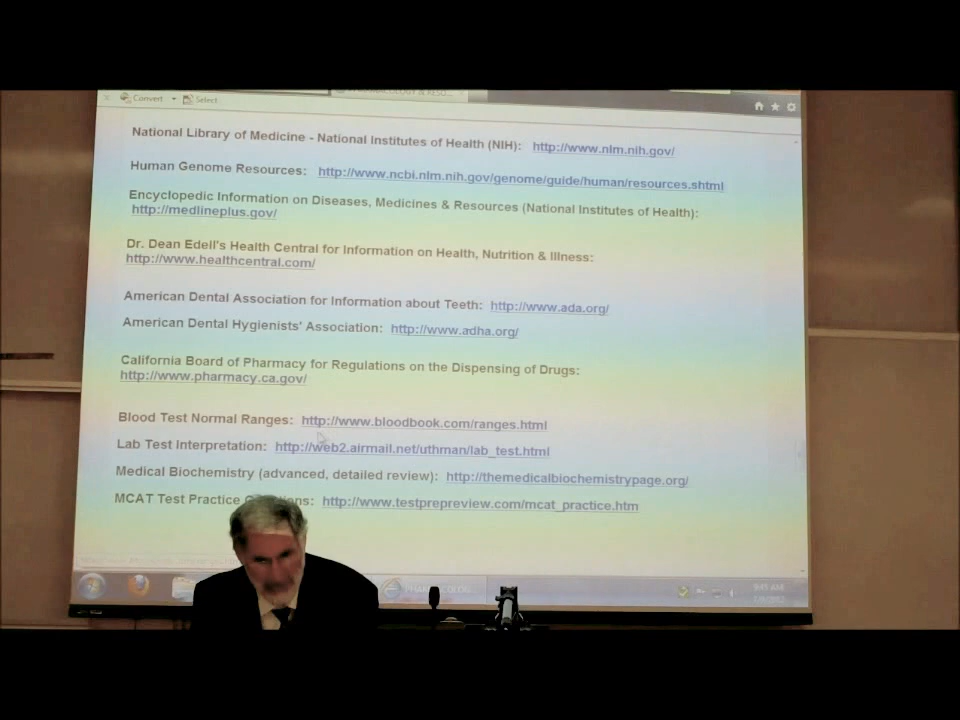 Convert Select
National Library of Medicine - National Institutes of Health (NIH): http://www.nlm.nih.gov/
Human Genome Resources: http://www.ncbi.nlm.nih.gov/genome/guide/human/resources.shtml
Encyclopedic Information on Diseases, Medicines & Resources (National Institutes of Health):
http://medlineplus.gov/
Dr. Dean Edell's Health Central for Information on Health, Nutrition & Illness:
http://www.healthcentral.com/
American Dental Association for Information about Teeth: http://www.ada.org/
American Dental Hygienists' Association: http://www.adha.org/
California Board of Pharmacy for Regulations on the Dispensing of Drugs:
http://www.pharmacy.ca.gov/
Blood Test Normal Ranges: http://www.bloodbook.com/ranges.html
Lab Test Interpretation: http://web2.airmail.net/uthman/lab_test.html
Medical Biochemistry (advanced, detailed review): http://themedicalbiochemistrypage.org/
MCAT Test Practice http://www.testprepreview.com/mcat_practice.htm